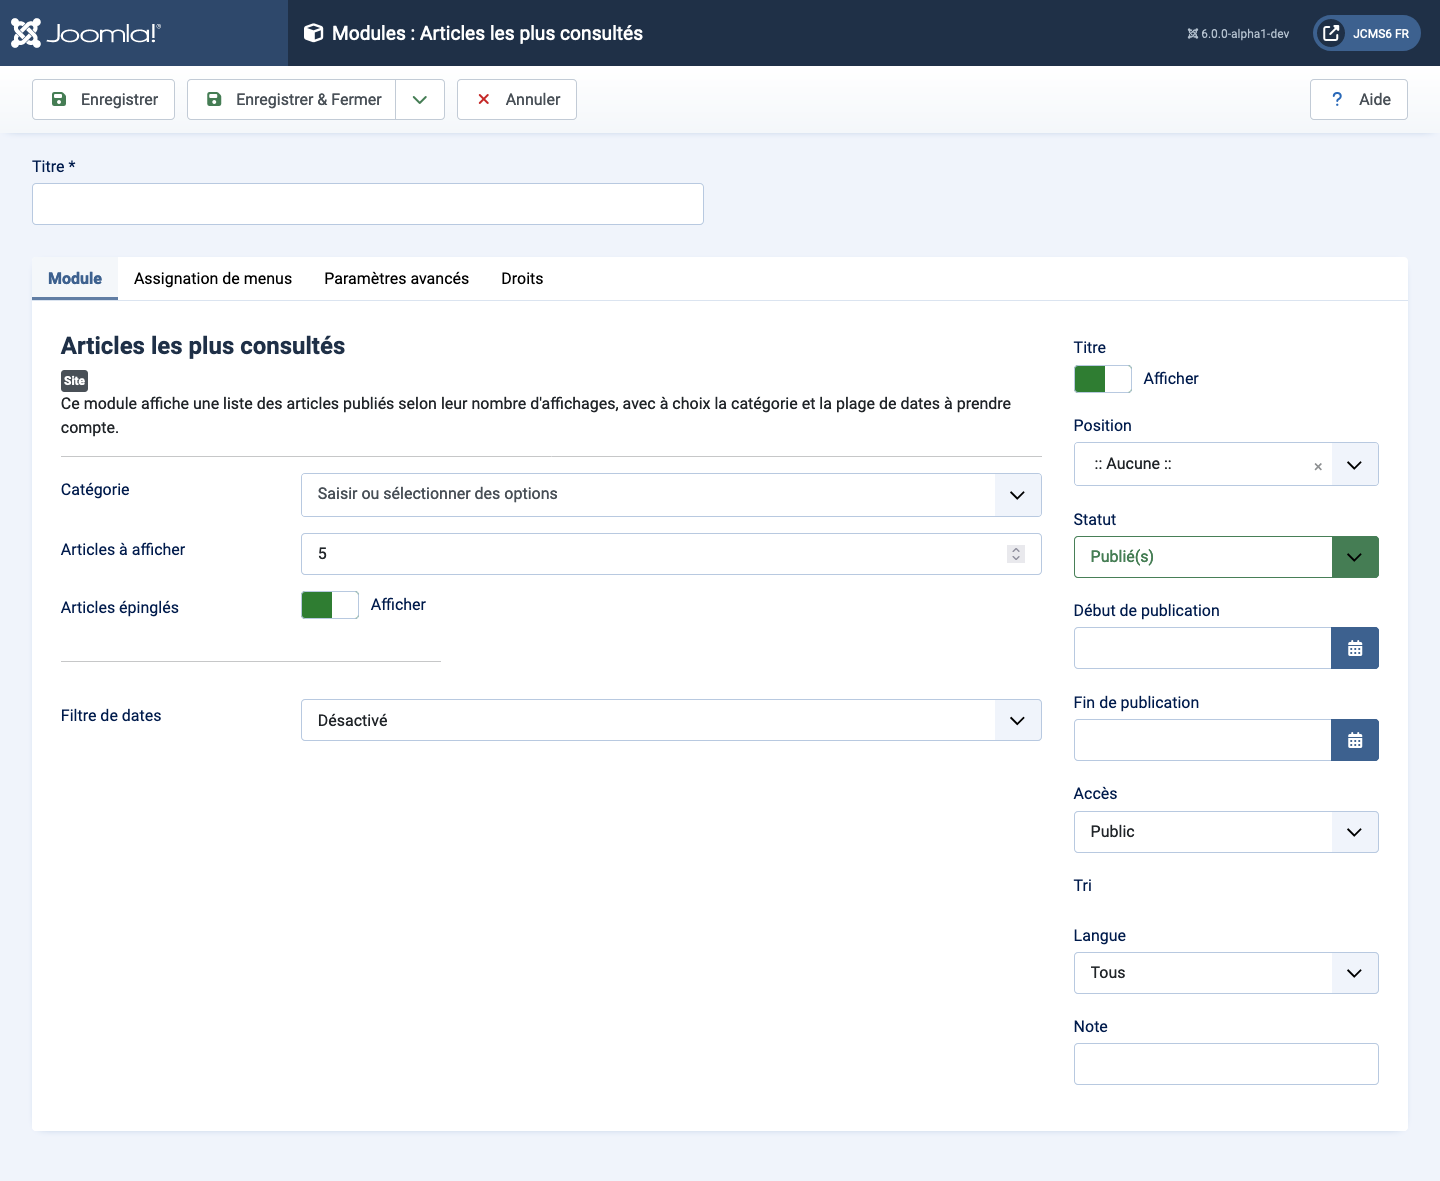 Joomla!®
Modules : Articles les plus consultés
6.0.0-alpha1-dev
JCMS6 FR
Enregistrer
Enregistrer & Fermer
Annuler
? Aide
Titre *
Module
Assignation de menus
Paramètres avancés
Droits
Articles les plus consultés
Site
Ce module affiche une liste des articles publiés selon leur nombre d'affichages, avec à choix la catégorie et la plage de dates à prendre
compte.
Catégorie
Saisir ou sélectionner des options
Articles à afficher
5
Articles épinglés
Afficher
Filtre de dates
Désactivé
Titre
Afficher
Position
:: Aucune ::
×
Statut
Publié(s)
Début de publication
Fin de publication
Accès
Public
Tri
Langue
Tous
Note